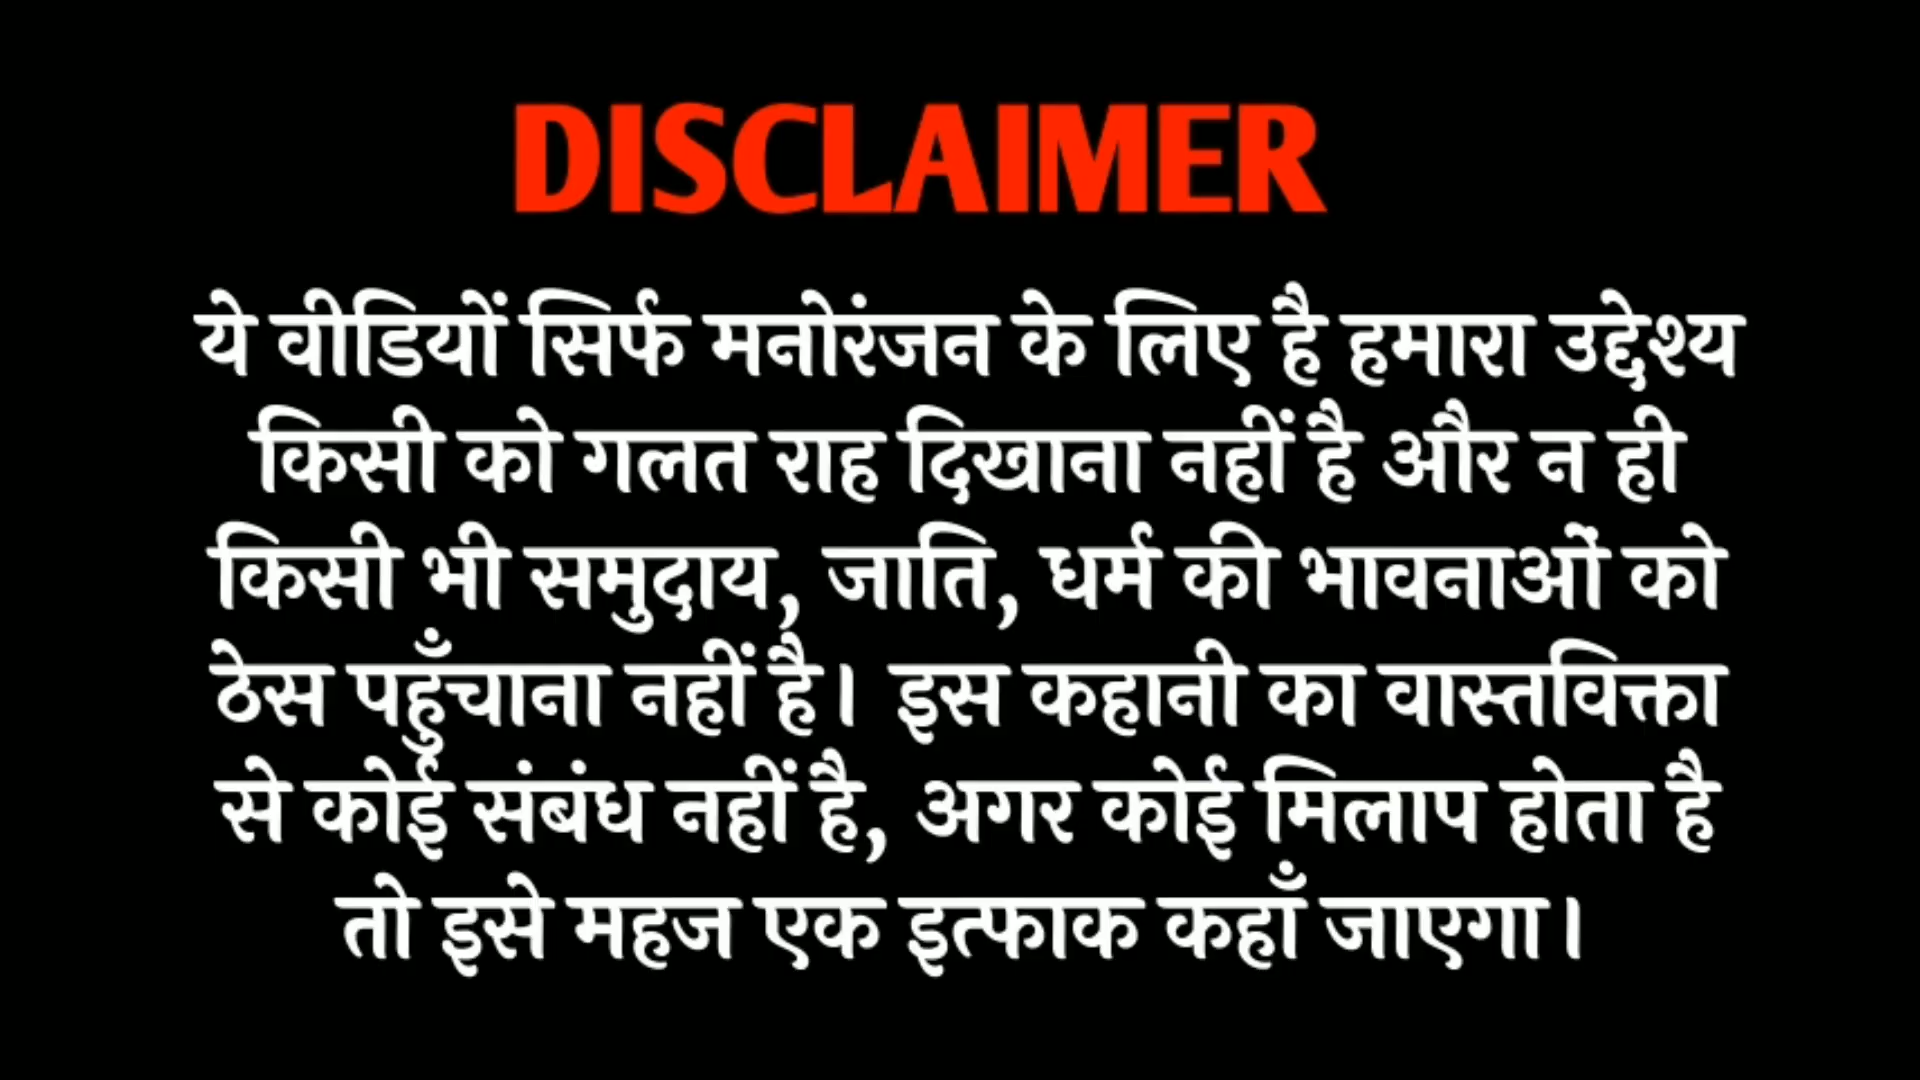 DISCLAIMER
ये वीडियों सिर्फ मनोरंजन के लिए है हमारा उद्देश्य
किसी को गलत राह दिखाना नहीं है और न ही
किसी भी समुदाय, जाति, धर्म की भावनाओं को
ठेस पहुँचाना नहीं है। इस कहानी का वास्तविक्ता
से कोई संबंध नहीं है, अगर कोई मिलाप होता है
तो इसे महज एक इत्फाक कहाँ जाएगा।